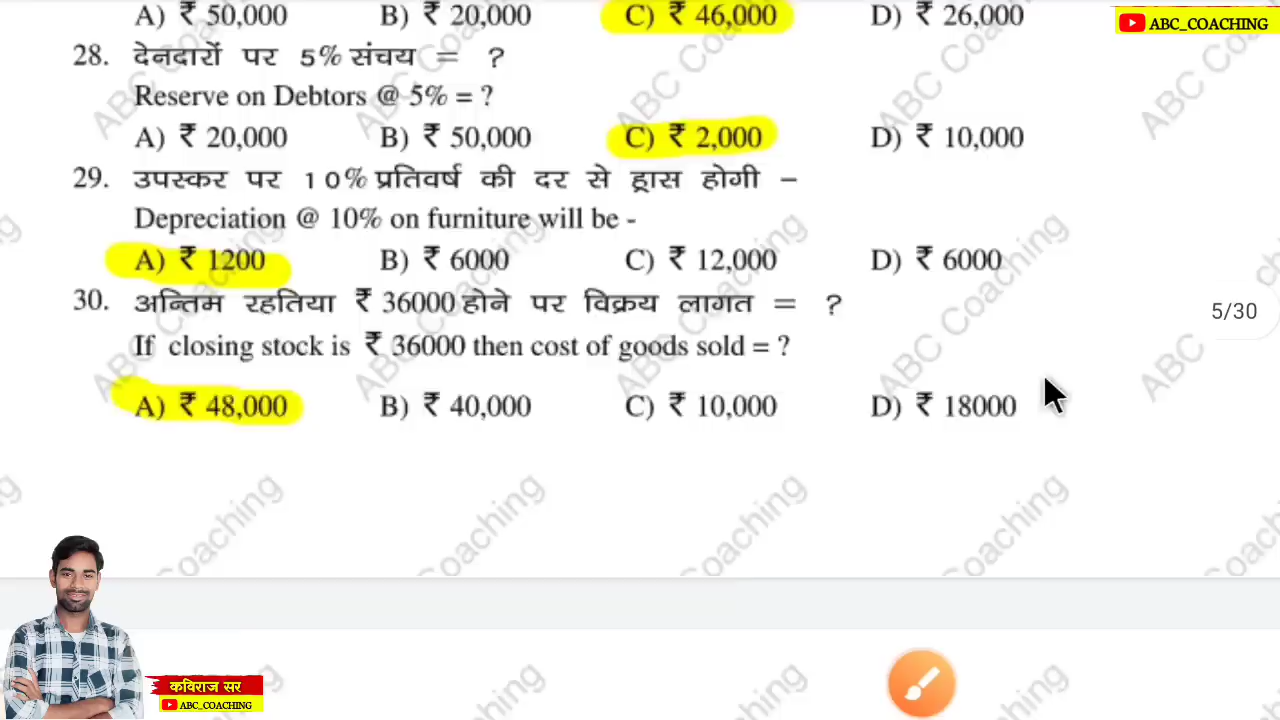 A) ₹ 50,000 B) ₹ 20,000 C) ₹ 46,000 D) ₹ 26,000
ABC_COACHING
28. देनदारों पर 5% संचय = ?
Reserve on Debtors @ 5% = ?
A) ₹ 20,000 B) ₹ 50,000 C) ₹ 2,000 D) ₹ 10,000
29. उपस्कर पर 10% प्रतिवर्ष की दर से ह्रास होगी –
Depreciation @ 10% on furniture will be -
A) ₹ 1200 B) ₹ 6000 C) ₹ 12,000 D) ₹ 6000
30. अन्तिम रहतिया ₹ 36000 होने पर विक्रय लागत = ?
5/30
If closing stock is ₹ 36000 then cost of goods sold = ?
A) ₹ 48,000 B) ₹ 40,000 C) ₹ 10,000 D) ₹ 18000
कविराज सर
ABC_COACHING